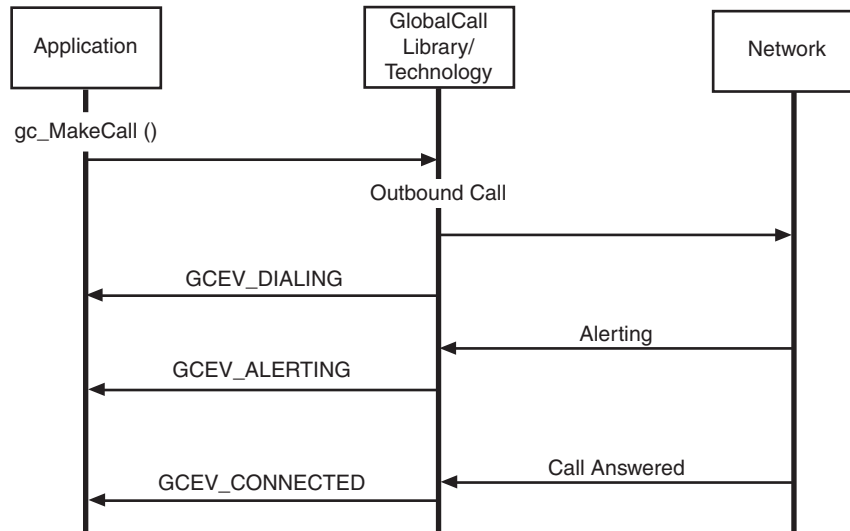 Application
GlobalCall
Library/
Technology
Network
gc_MakeCall ()
Outbound Call
GCEV_DIALING
Alerting
GCEV_ALERTING
Call Answered
GCEV_CONNECTED